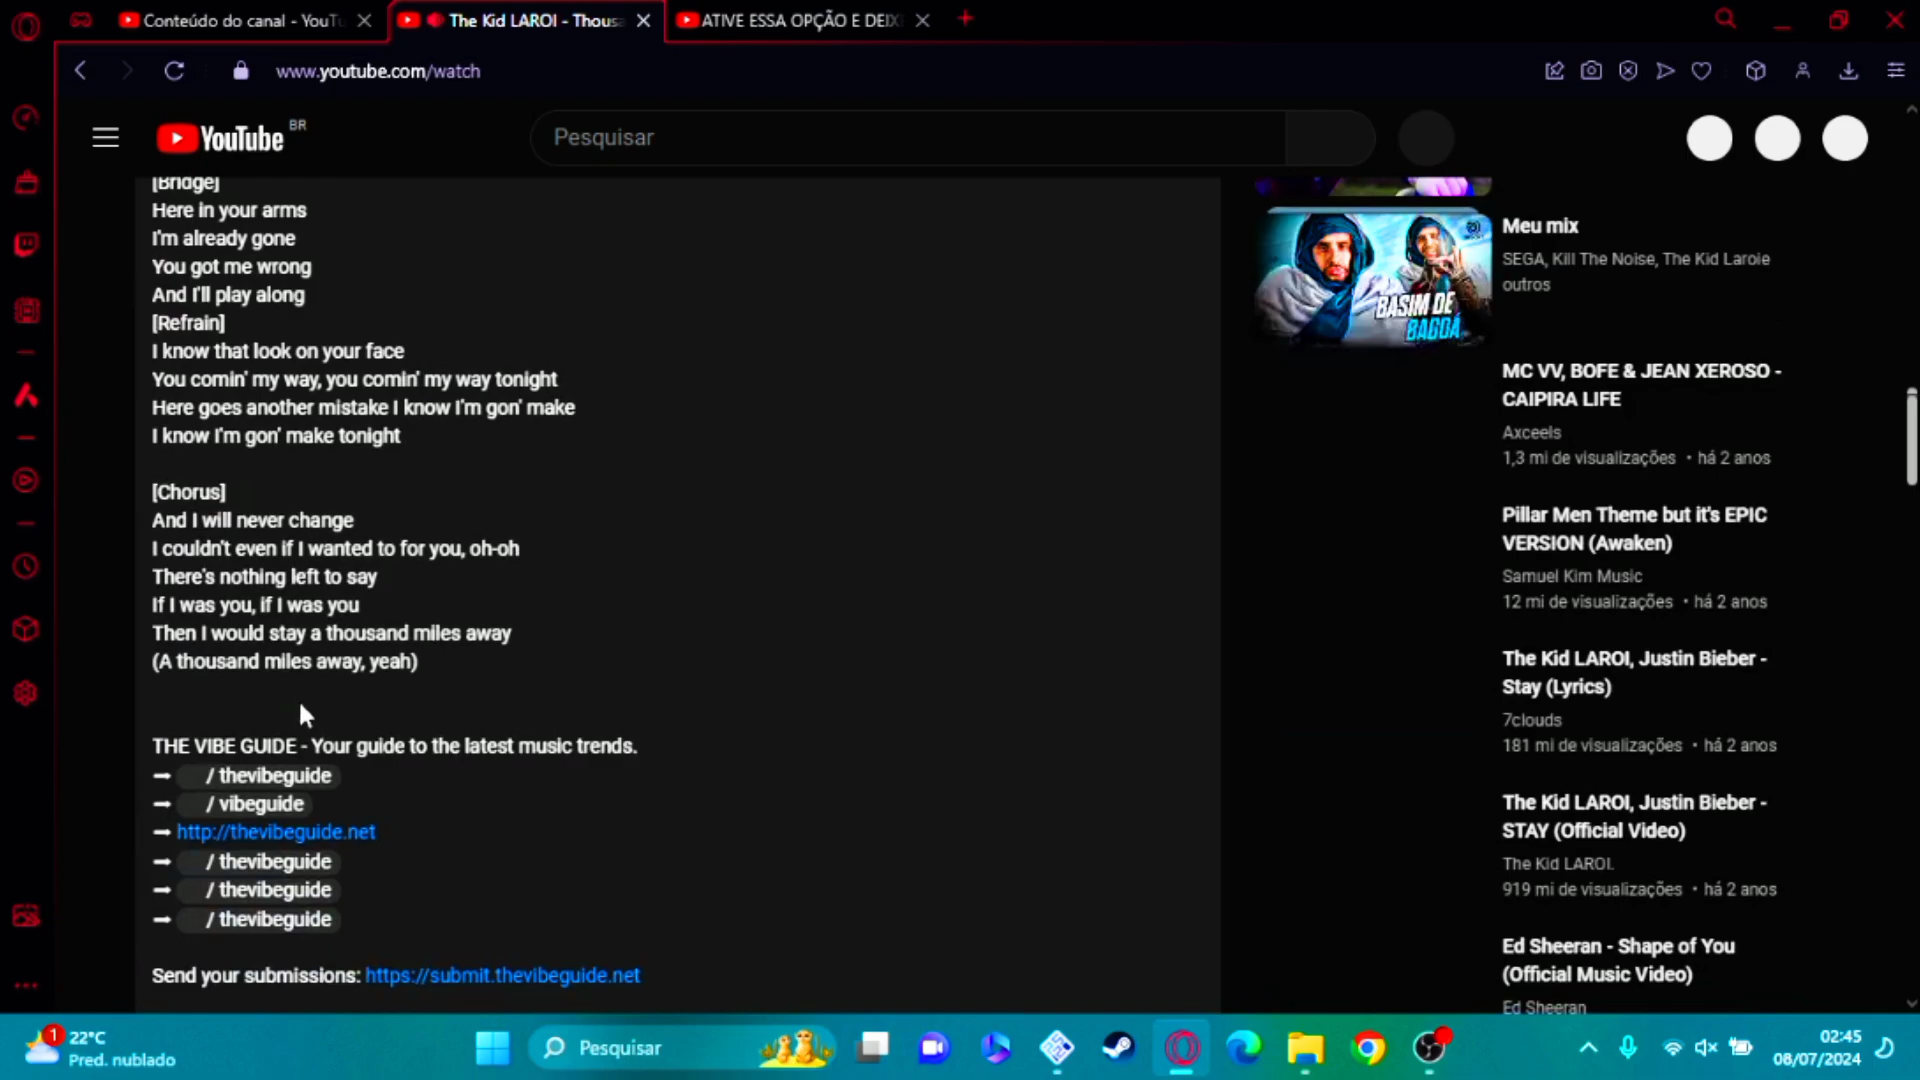 Conteúdo do canal - YouTu
The Kid LAROI - Thous
ATIVE ESSA OPÇÃO E DEIX
www.youtube.com/watch
YouTube BR
Pesquisar
[Bridge]
Here in your arms
I'm already gone
You got me wrong
And I'll play along
[Refrain]
I know that look on your face
You comin' my way, you comin' my way tonight
Here goes another mistake I know I'm gon' make
I know I'm gon' make tonight
[Chorus]
And I will never change
I couldn't even if I wanted to for you, oh-oh
There's nothing left to say
If I was you, if I was you
Then I would stay a thousand miles away
(A thousand miles away, yeah)
THE VIBE GUIDE - Your guide to the latest music trends.
➞ / thevibeguide
➞ / vibeguide
➞ http://thevibeguide.net
➞ / thevibeguide
➞ / thevibeguide
➞ / thevibeguide
Send your submissions: https://submit.thevibeguide.net
BASIM DE
BAGDÁ
Meu mix
SEGA, Kill The Noise, The Kid Laroie
outros
MC VV, BOFE & JEAN XEROSO -
CAIPIRA LIFE
Axceels
1,3 mi de visualizações • há 2 anos
Pillar Men Theme but it's EPIC
VERSION (Awaken)
Samuel Kim Music
12 mi de visualizações • há 2 anos
The Kid LAROI, Justin Bieber -
Stay (Lyrics)
7clouds
181 mi de visualizações • há 2 anos
The Kid LAROI, Justin Bieber -
STAY (Official Video)
The Kid LAROI.
919 mi de visualizações • há 2 anos
Ed Sheeran - Shape of You
(Official Music Video)
Ed Sheeran
1
22°C
Pred. nublado
Pesquisar
02:45
08/07/2024